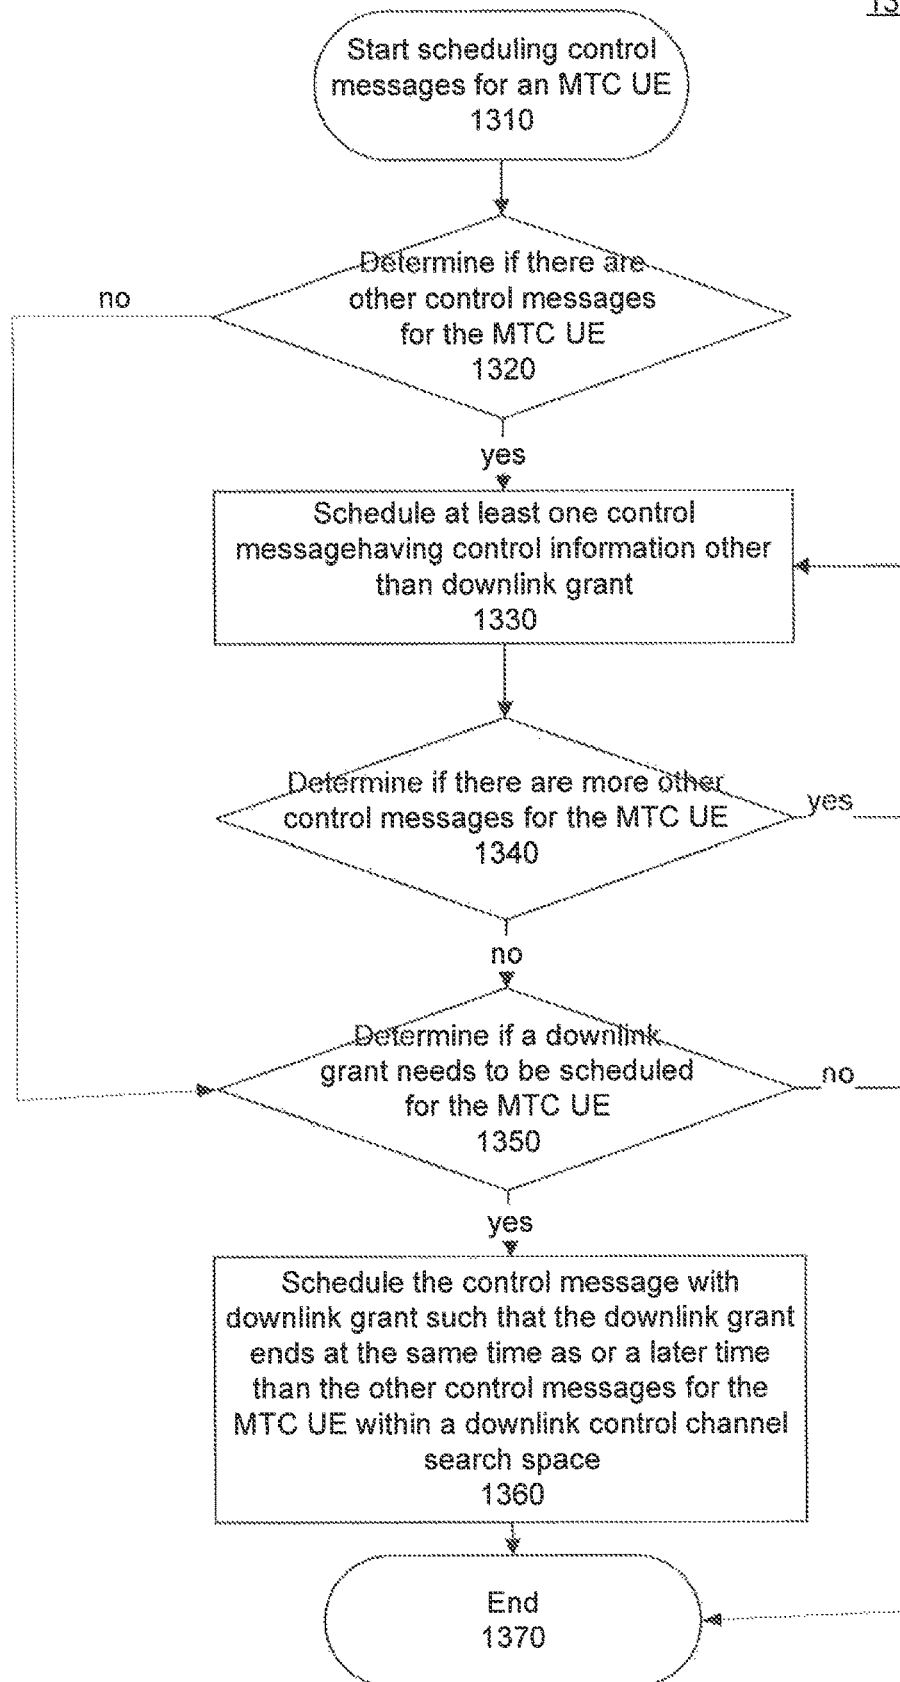 13
Start scheduling control
messages for an MTC UE
1310
Determine if there are
other control messages
for the MTC UE
1320
no
yes
Schedule at least one control
messagehaving control information other
than downlink grant
1330
Determine if there are more other
control messages for the MTC UE
1340
yes
no
Determine if a downlink
grant needs to be scheduled
for the MTC UE
1350
no
yes
Schedule the control message with
downlink grant such that the downlink grant
ends at the same time as or a later time
than the other control messages for the
MTC UE within a downlink control channel
search space
1360
End
1370